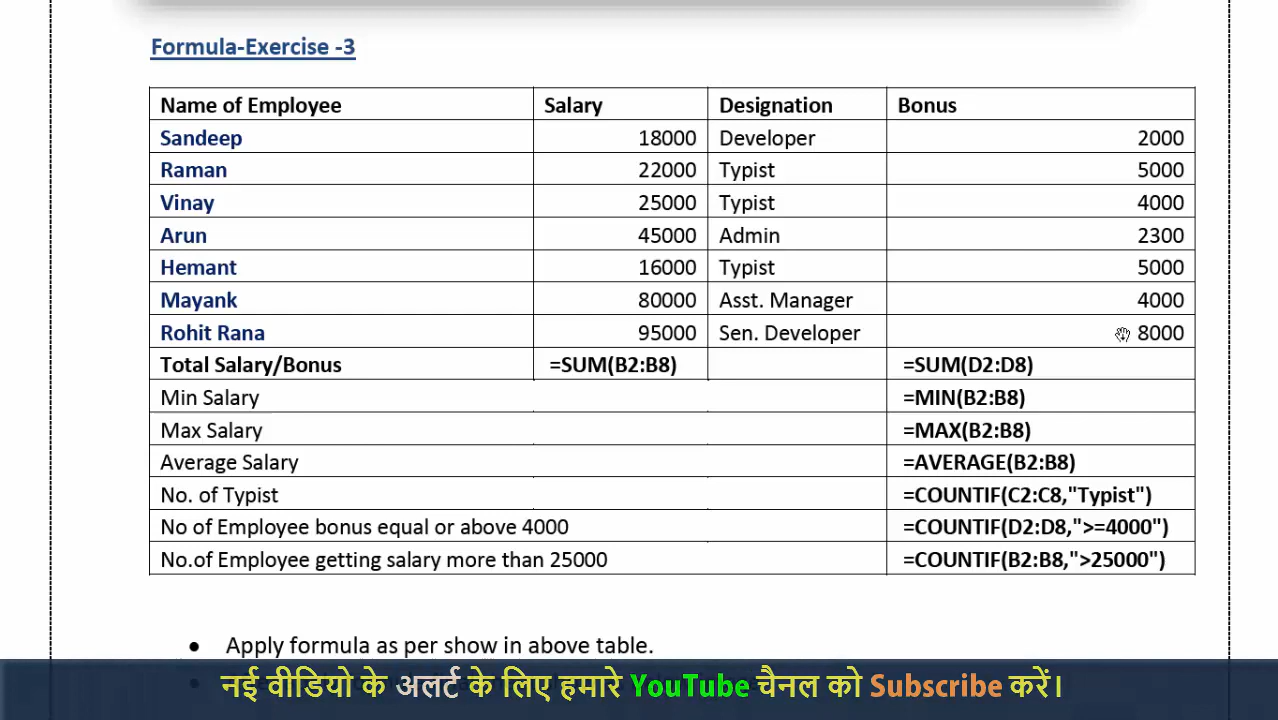 Formula-Exercise -3
Name of Employee Salary Designation Bonus
Sandeep 18000 Developer 2000
Raman 22000 Typist 5000
Vinay 25000 Typist 4000
Arun 45000 Admin 2300
Hemant 16000 Typist 5000
Mayank 80000 Asst. Manager 4000
Rohit Rana 95000 Sen. Developer 8000
Total Salary/Bonus =SUM(B2:B8) =SUM(D2:D8)
Min Salary =MIN(B2:B8)
Max Salary =MAX(B2:B8)
Average Salary =AVERAGE(B2:B8)
No. of Typist =COUNTIF(C2:C8,"Typist")
No of Employee bonus equal or above 4000 =COUNTIF(D2:D8,">=4000")
No.of Employee getting salary more than 25000 =COUNTIF(B2:B8,">25000")
• Apply formula as per show in above table.
नई वीडियो के अलर्ट के लिए हमारे YouTube चैनल को Subscribe करें।